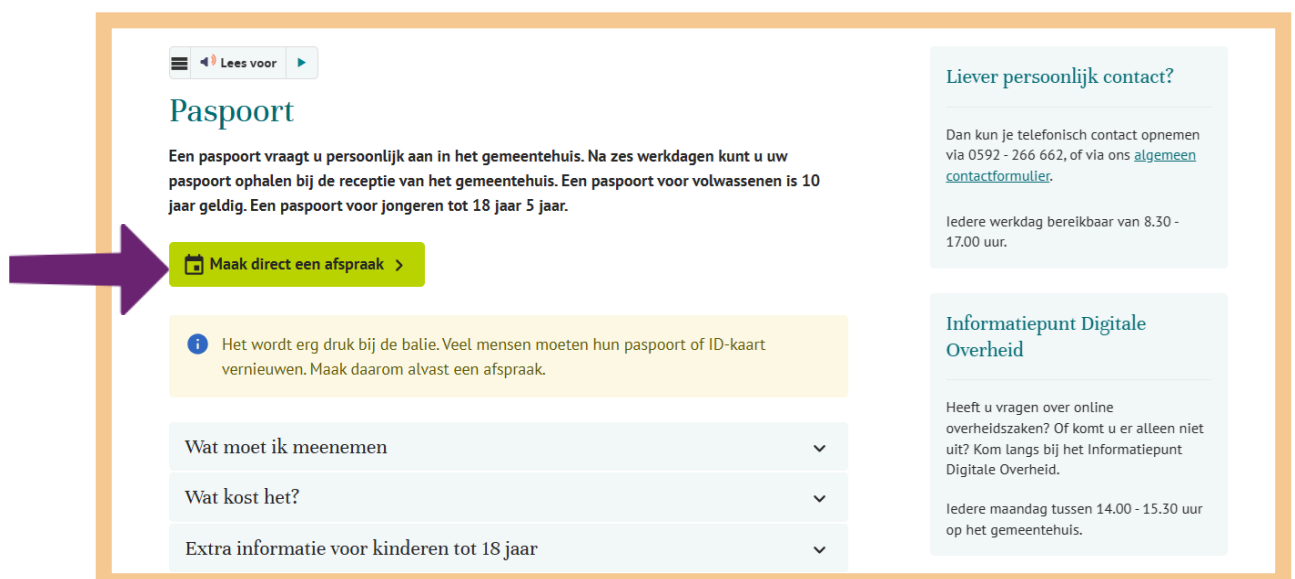 Lees voor
Paspoort
Een paspoort vraagt u persoonlijk aan in het gemeentehuis. Na zes werkdagen kunt u uw
paspoort ophalen bij de receptie van het gemeentehuis. Een paspoort voor volwassenen is 10
jaar geldig. Een paspoort voor jongeren tot 18 jaar 5 jaar.
Maak direct een afspraak
Het wordt erg druk bij de balie. Veel mensen moeten hun paspoort of ID-kaart
vernieuwen. Maak daarom alvast een afspraak.
Wat moet ik meenemen
Wat kost het?
Extra informatie voor kinderen tot 18 jaar
Liever persoonlijk contact?
Dan kun je telefonisch contact opnemen
via 0592 - 266 662, of via ons algemeen
contactformulier.
Iedere werkdag bereikbaar van 8.30 -
17.00 uur.
Informatiepunt Digitale
Overheid
Heeft u vragen over online
overheidszaken? Of komt u er alleen niet
uit? Kom langs bij het Informatiepunt
Digitale Overheid.
Iedere maandag tussen 14.00 - 15.30 uur
op het gemeentehuis.